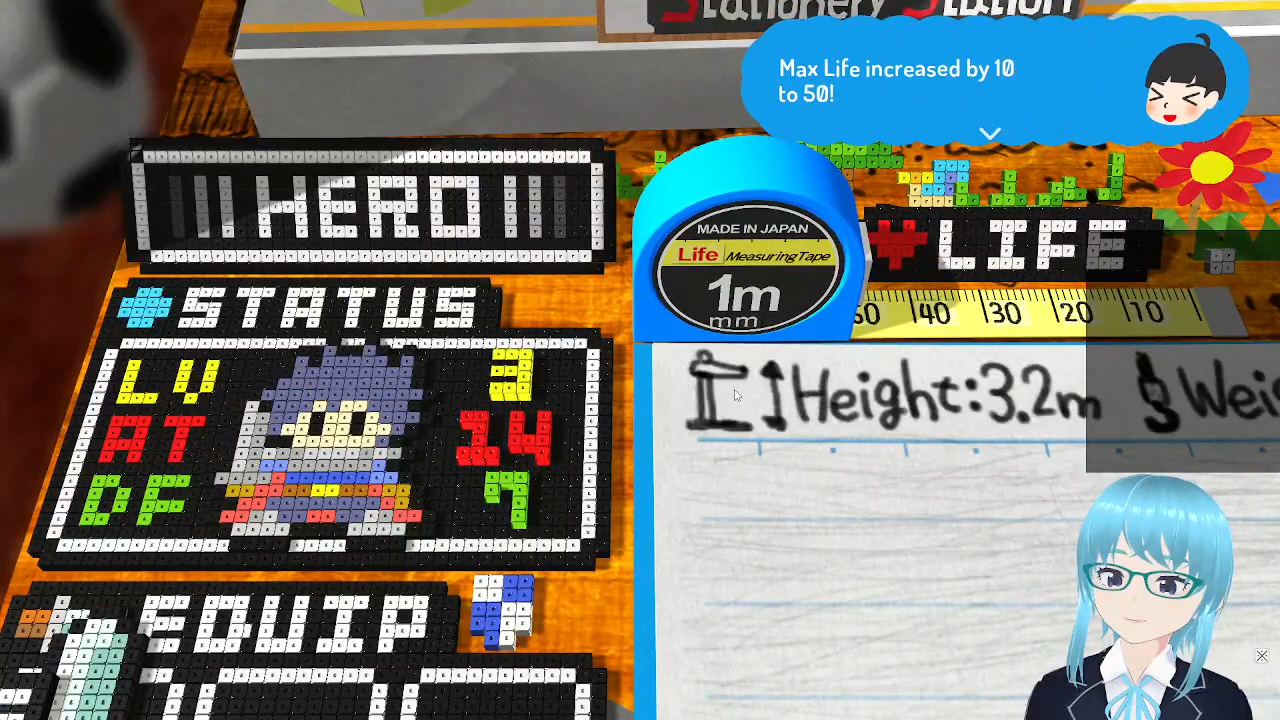 Stationery Station
Max Life increased by 10
to 50!
HERO
STATUS
LV 3
AT 24
DF 7
EQUIP
MADE IN JAPAN
Life Measuring Tape
1m
mm
LIFE
40 30 20 10
Height:3.2m